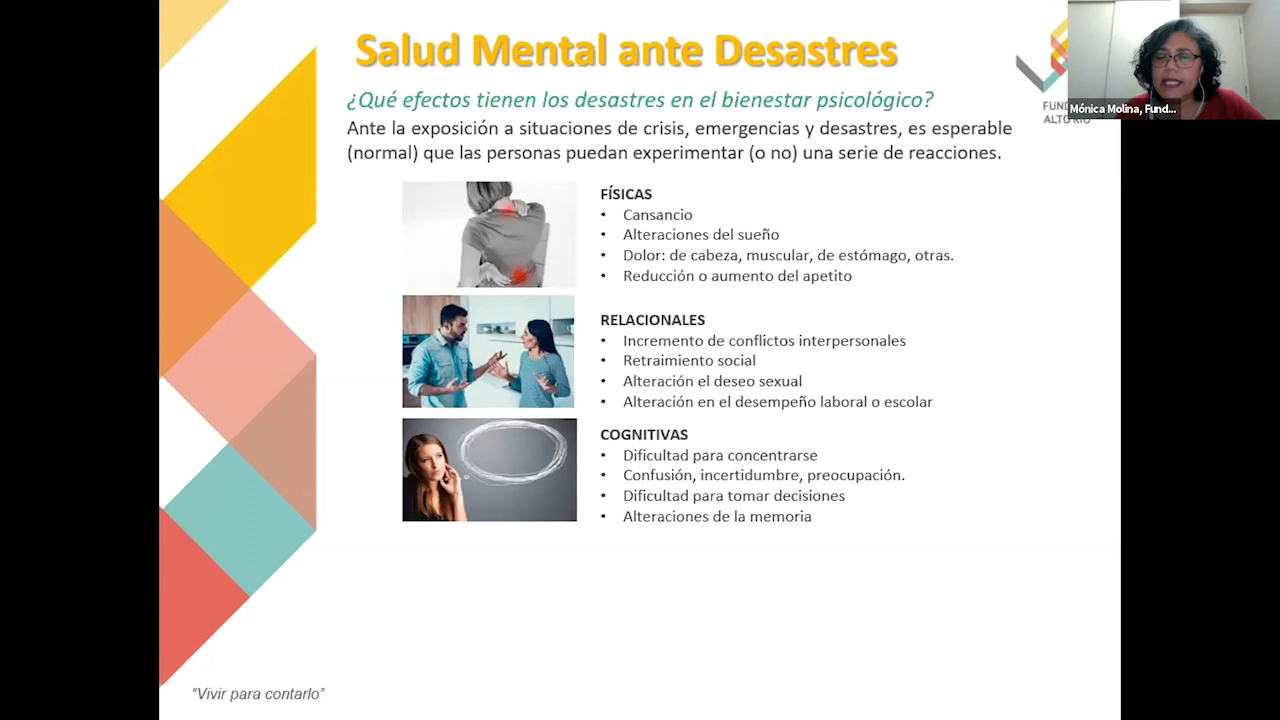 Salud Mental ante Desastres
¿Qué efectos tienen los desastres en el bienestar psicológico?
Ante la exposición a situaciones de crisis, emergencias y desastres, es esperable
(normal) que las personas puedan experimentar (o no) una serie de reacciones.
FÍSICAS
• Cansancio
• Alteraciones del sueño
• Dolor: de cabeza, muscular, de estómago, otras.
• Reducción o aumento del apetito
RELACIONALES
• Incremento de conflictos interpersonales
• Retraimiento social
• Alteración el deseo sexual
• Alteración en el desempeño laboral o escolar
COGNITIVAS
• Dificultad para concentrarse
• Confusión, incertidumbre, preocupación.
• Dificultad para tomar decisiones
• Alteraciones de la memoria
“Vivir para contarlo”
Mónica Molina, Fund...
ALTO RÍO